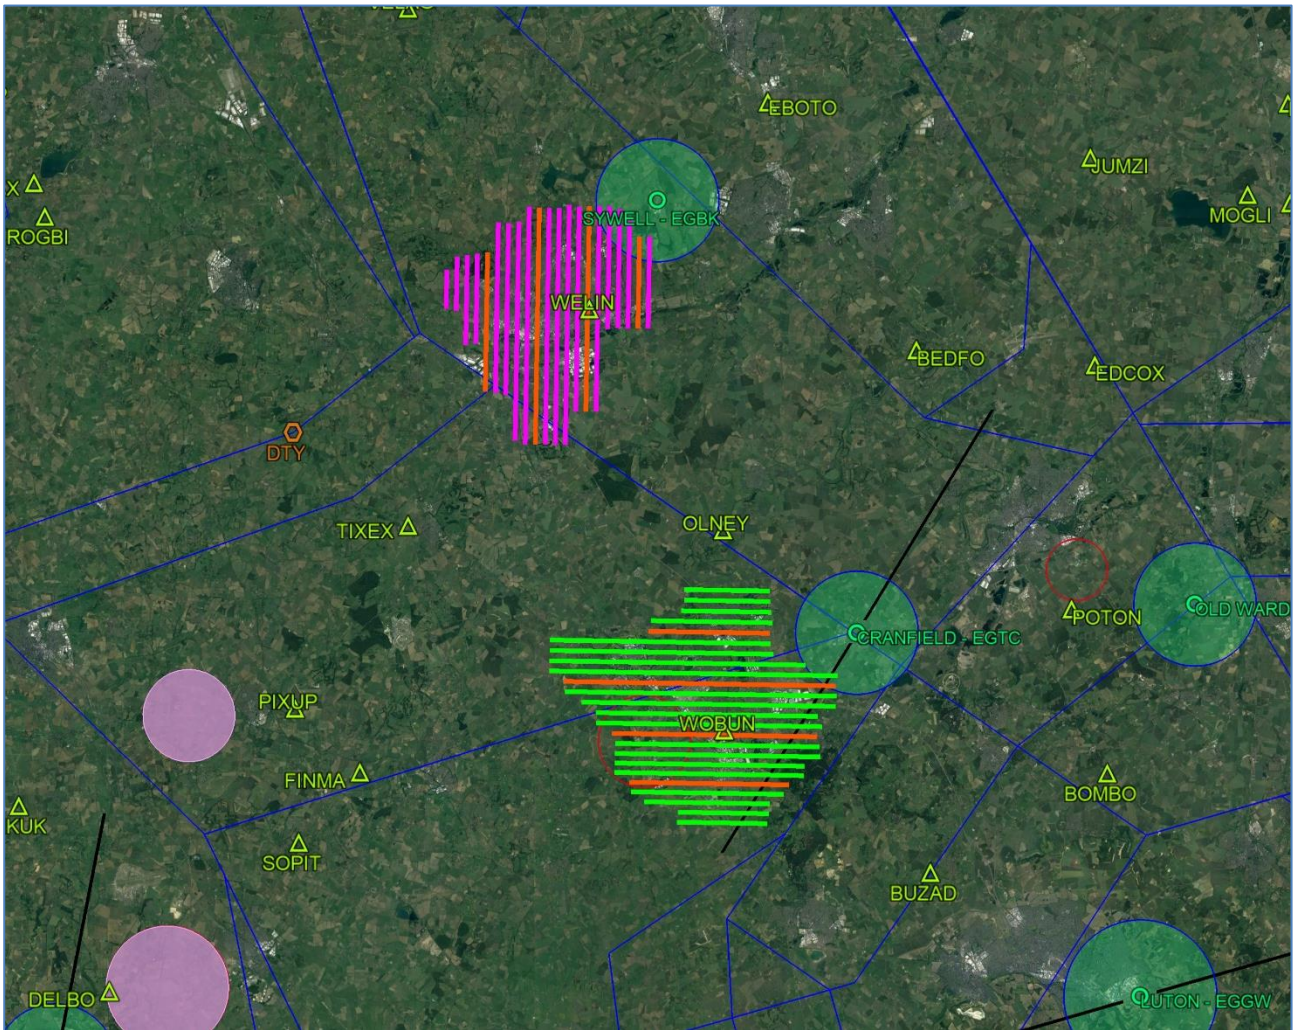 EBOTO
JUMZI
X
MOGLI
SYWELL - EGBK
ROGBI
WELIN
BEDFO
EDCOX
DTY
OLNEY
TIXEX
OLD WARD
POTON
CRANFIELD - EGTC
PIXUP
WOBUN
FINMA
BOMBO
KUK
SOPIT
BUZAD
DELBO
LUTON - EGGW